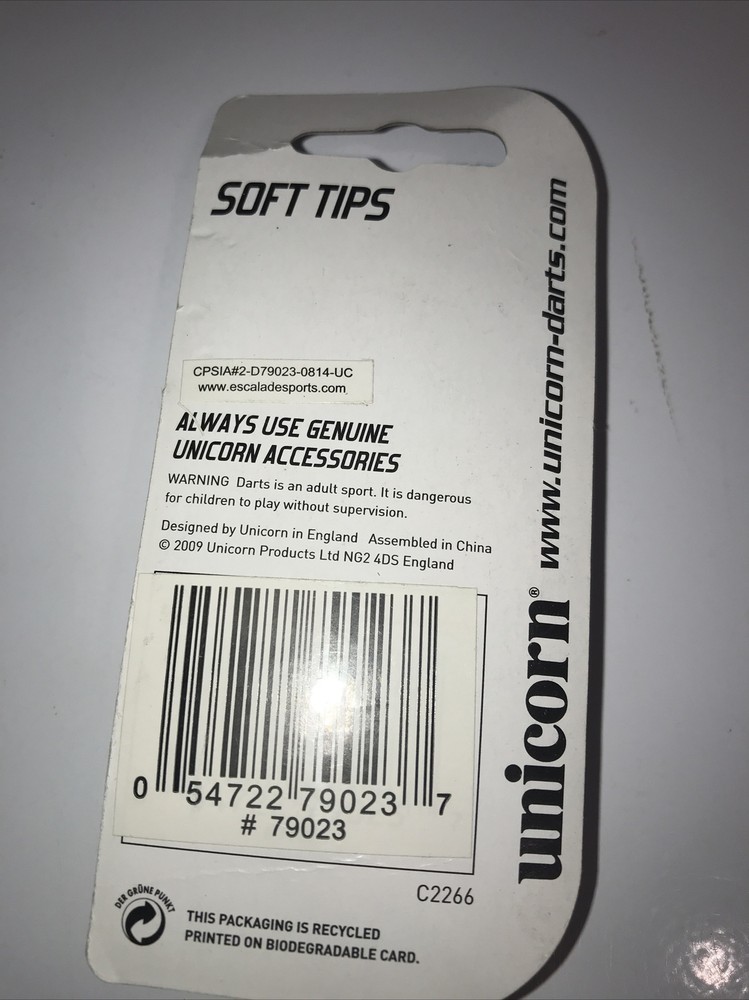 SOFT TIPS
CPSIA#2-D79023-0814-UC
www.escaladesports.com
ALWAYS USE GENUINE
UNICORN ACCESSORIES
WARNING Darts is an adult sport. It is dangerous
for children to play without supervision.
Designed by Unicorn in England Assembled in China
© 2009 Unicorn Products Ltd NG2 4DS England
0 54722 79023 7
# 79023
C2266
DER GRÜNE PUNKT
THIS PACKAGING IS RECYCLED
PRINTED ON BIODEGRADABLE CARD.
unicorn® www.unicorn-darts.com